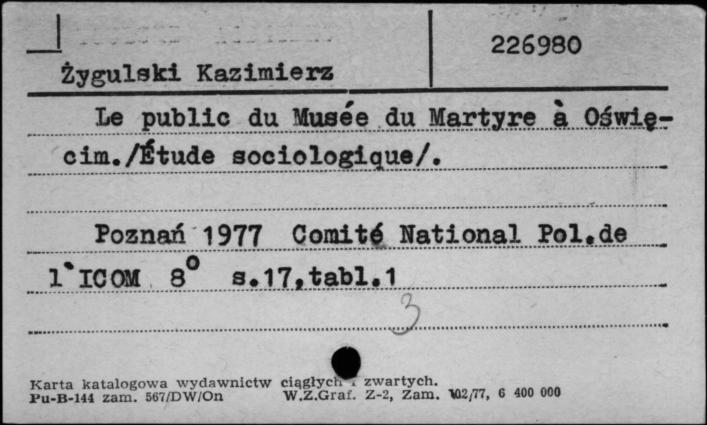 226980
Żygulski Kazimierz
Le public du Musée du Martyre à Oświę-
cim./Étude sociologique/.
Poznań 1977 Comité National Pol.de
l`ICOM 8° s.17,tabl.1
3
Karta katalogowa wydawnictw ciągłych i zwartych.
Pu-B-144 zam. 567/DW/On W.Z.Graf. Z-2, Zam. 102/77, 6 400 000